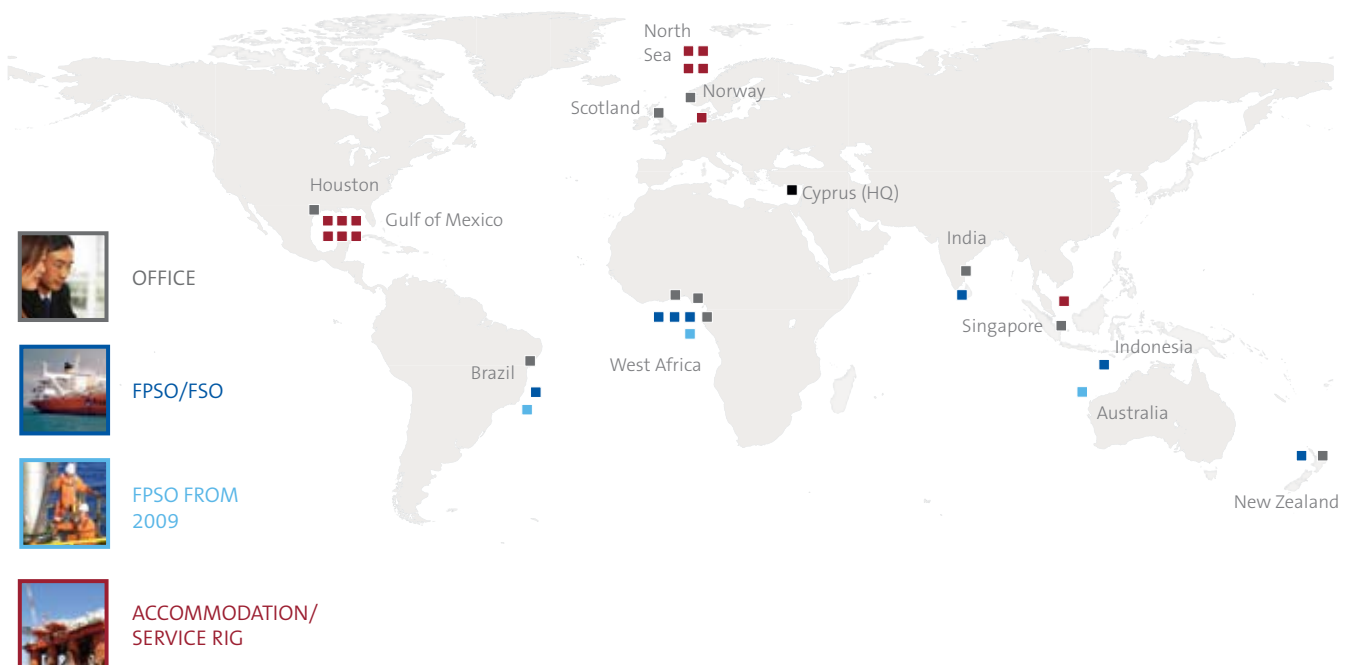 North
Sea
Norway
Scotland
Houston
Cyprus (HQ)
Gulf of Mexico
India
OFFICE
Singapore
Indonesia
West Africa
Brazil
FPSO/FSO
Australia
FPSO FROM
2009
New Zealand
ACCOMMODATION/
SERVICE RIG